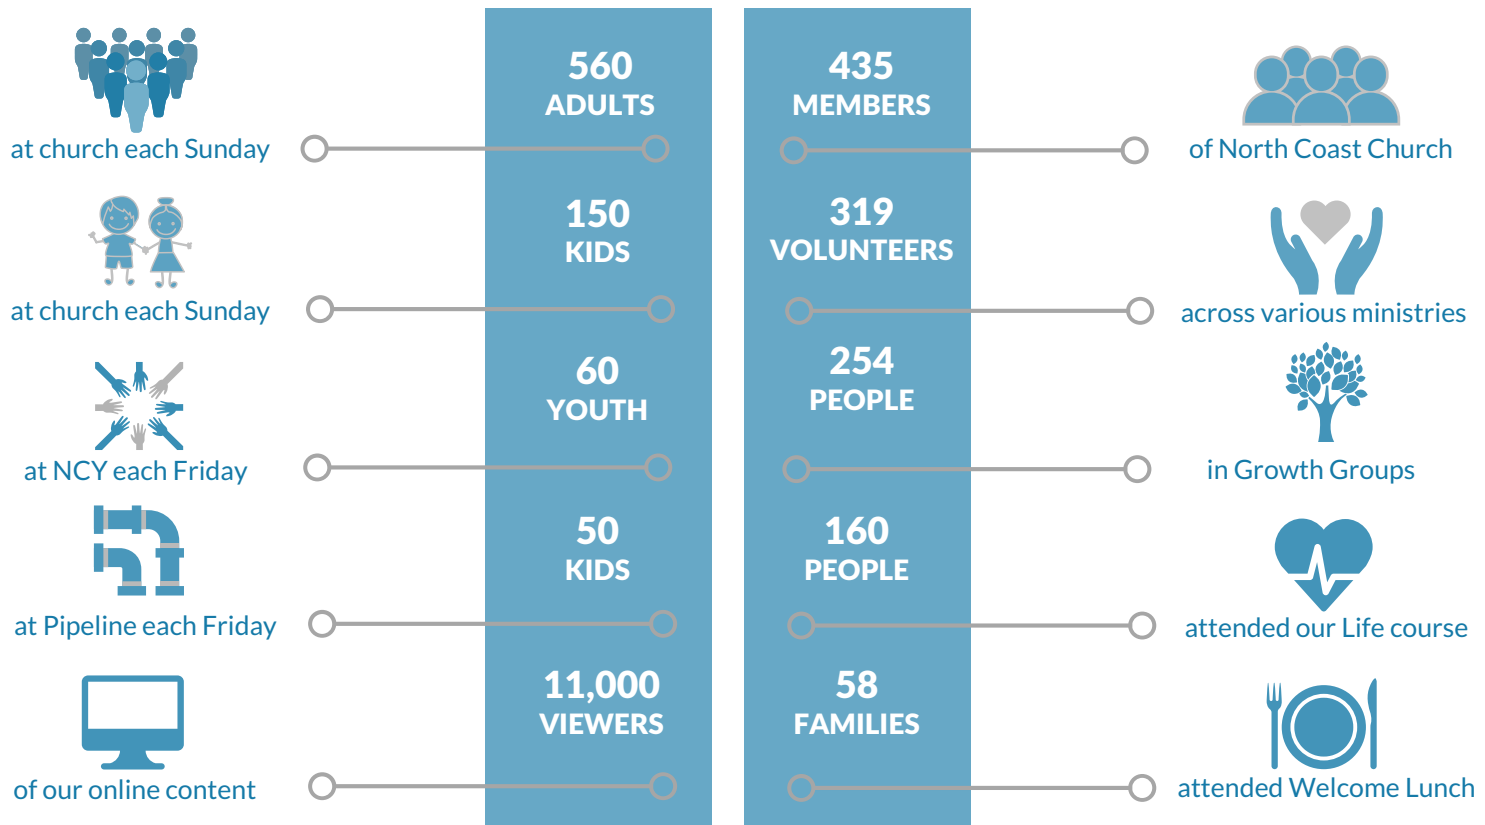 560
ADULTS
at church each Sunday
150
KIDS
at church each Sunday
60
YOUTH
at NCY each Friday
50
KIDS
at Pipeline each Friday
11,000
VIEWERS
of our online content
435
MEMBERS
of North Coast Church
319
VOLUNTEERS
across various ministries
254
PEOPLE
in Growth Groups
160
PEOPLE
attended our Life course
58
FAMILIES
attended Welcome Lunch